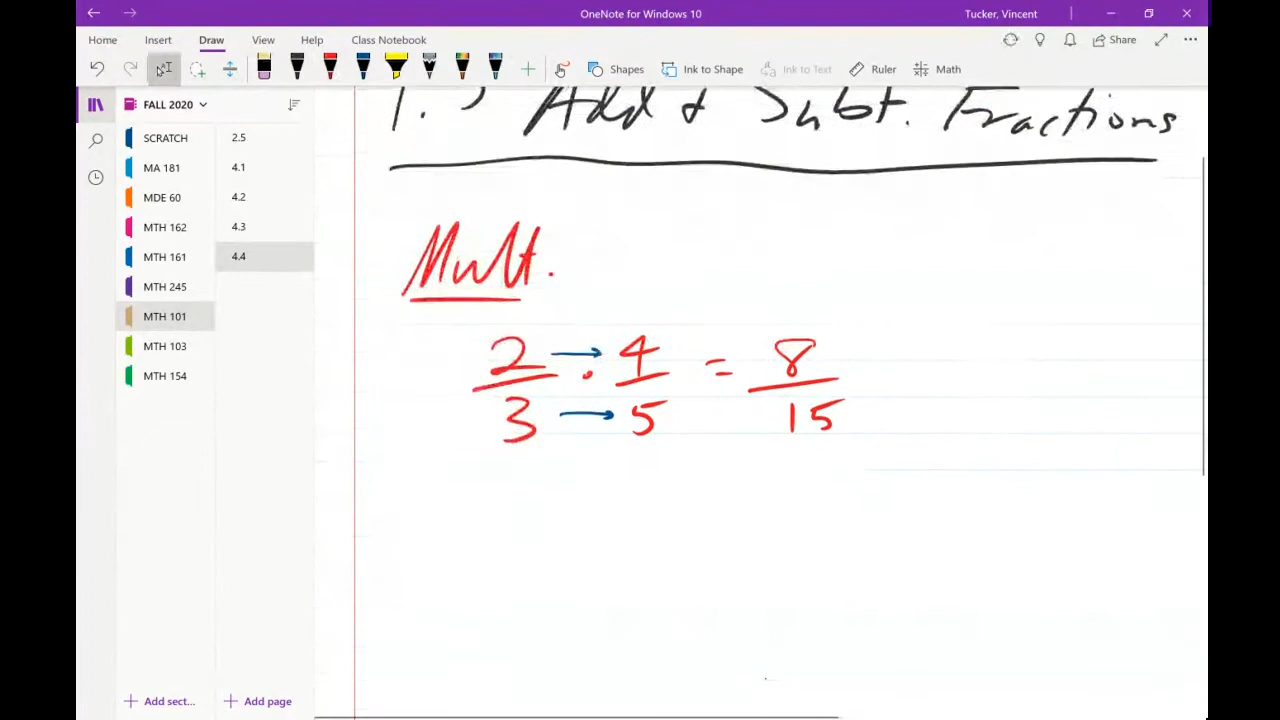 OneNote for Windows 10
Tucker, Vincent
Home Insert Draw View Help Class Notebook
Share
Shapes Ink to Shape Ink to Text Ruler Math
FALL 2020
SCRATCH 2.5
MA 181 4.1
MDE 60 4.2
MTH 162 4.3
MTH 161 4.4
MTH 245
MTH 101
MTH 103
MTH 154
Add sect... Add page
Add & Subt. Fractions
Mult.
2/3 · 4/5 = 8/15